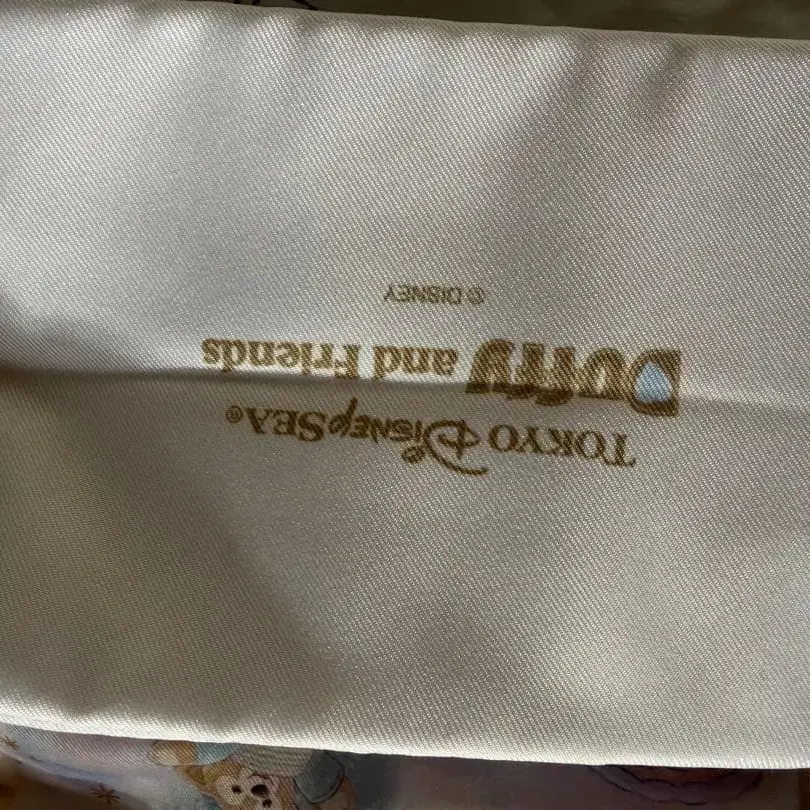 TOKYO DISNEYSEA®
Duffy and Friends
© DISNEY